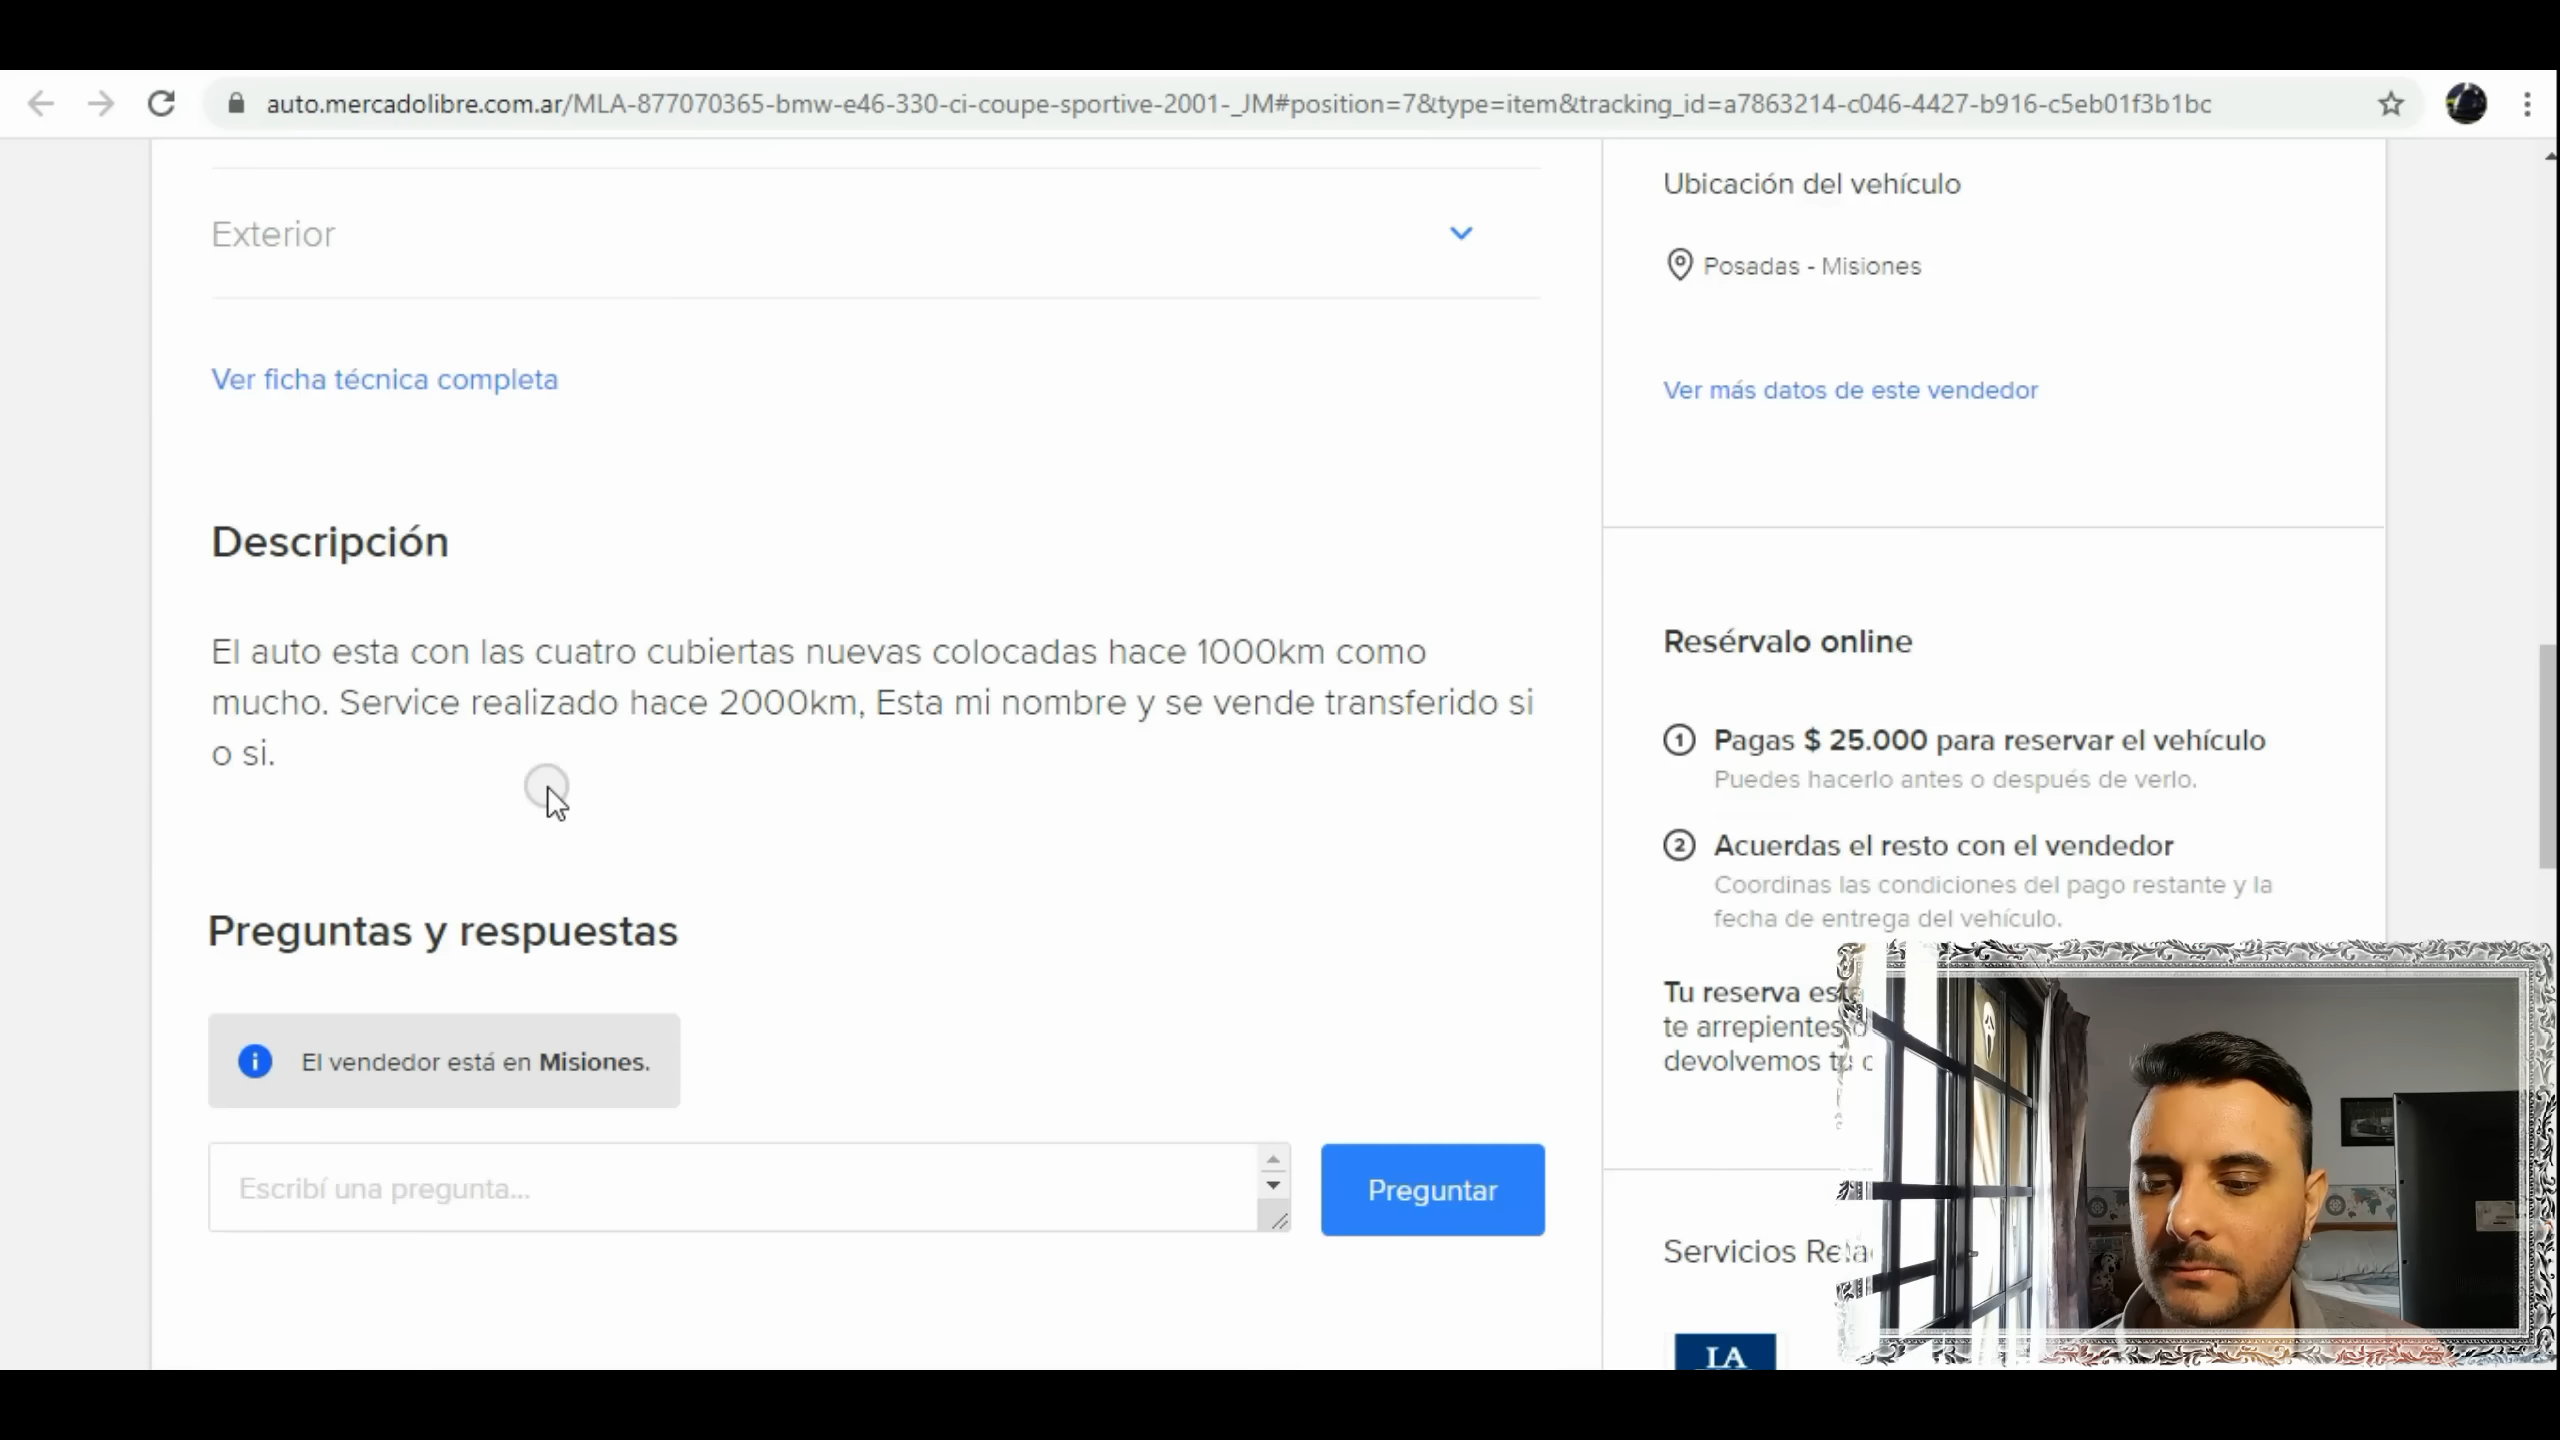 auto.mercadolibre.com.ar/MLA-877070365-bmw-e46-330-ci-coupe-sportive-2001-_JM#position=7&type=item&tracking_id=a7863214-c046-4427-b916-c5eb01f3b1bc
Exterior
Ver ficha técnica completa
Descripción
El auto esta con las cuatro cubiertas nuevas colocadas hace 1000km como
mucho. Service realizado hace 2000km, Esta mi nombre y se vende transferido si
o si.
Preguntas y respuestas
El vendedor está en Misiones.
Escribí una pregunta...
Preguntar
Ubicación del vehículo
Posadas - Misiones
Ver más datos de este vendedor
Resérvalo online
1 Pagas $ 25.000 para reservar el vehículo
Puedes hacerlo antes o después de verlo.
2 Acuerdas el resto con el vendedor
Coordinas las condiciones del pago restante y la
fecha de entrega del vehículo.
Tu reserva
te arrepientes
devolvemos
Servicios
LA